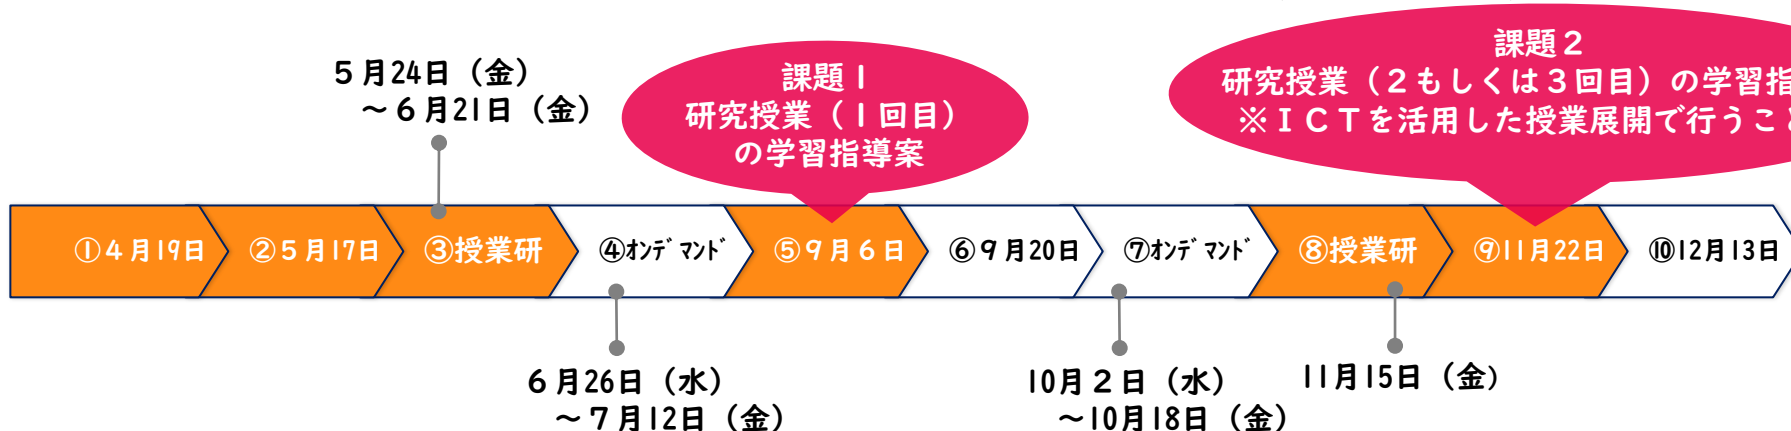 5月24日（金）
～6月21日（金）
課題1
研究授業（1回目）
の学習指導案
課題2
研究授業（2もしくは3回目）の学習指
※ICTを活用した授業展開で行うこと
①4月19日
②5月17日
③授業研
④ｵﾝﾃﾞﾏﾝﾄﾞ
⑤9月6日
⑥9月20日
⑦ｵﾝﾃﾞﾏﾝﾄﾞ
⑧授業研
⑨11月22日
⑩12月13日
6月26日（水）
～7月12日（金）
10月2日（水）
～10月18日（金）
11月15日（金）